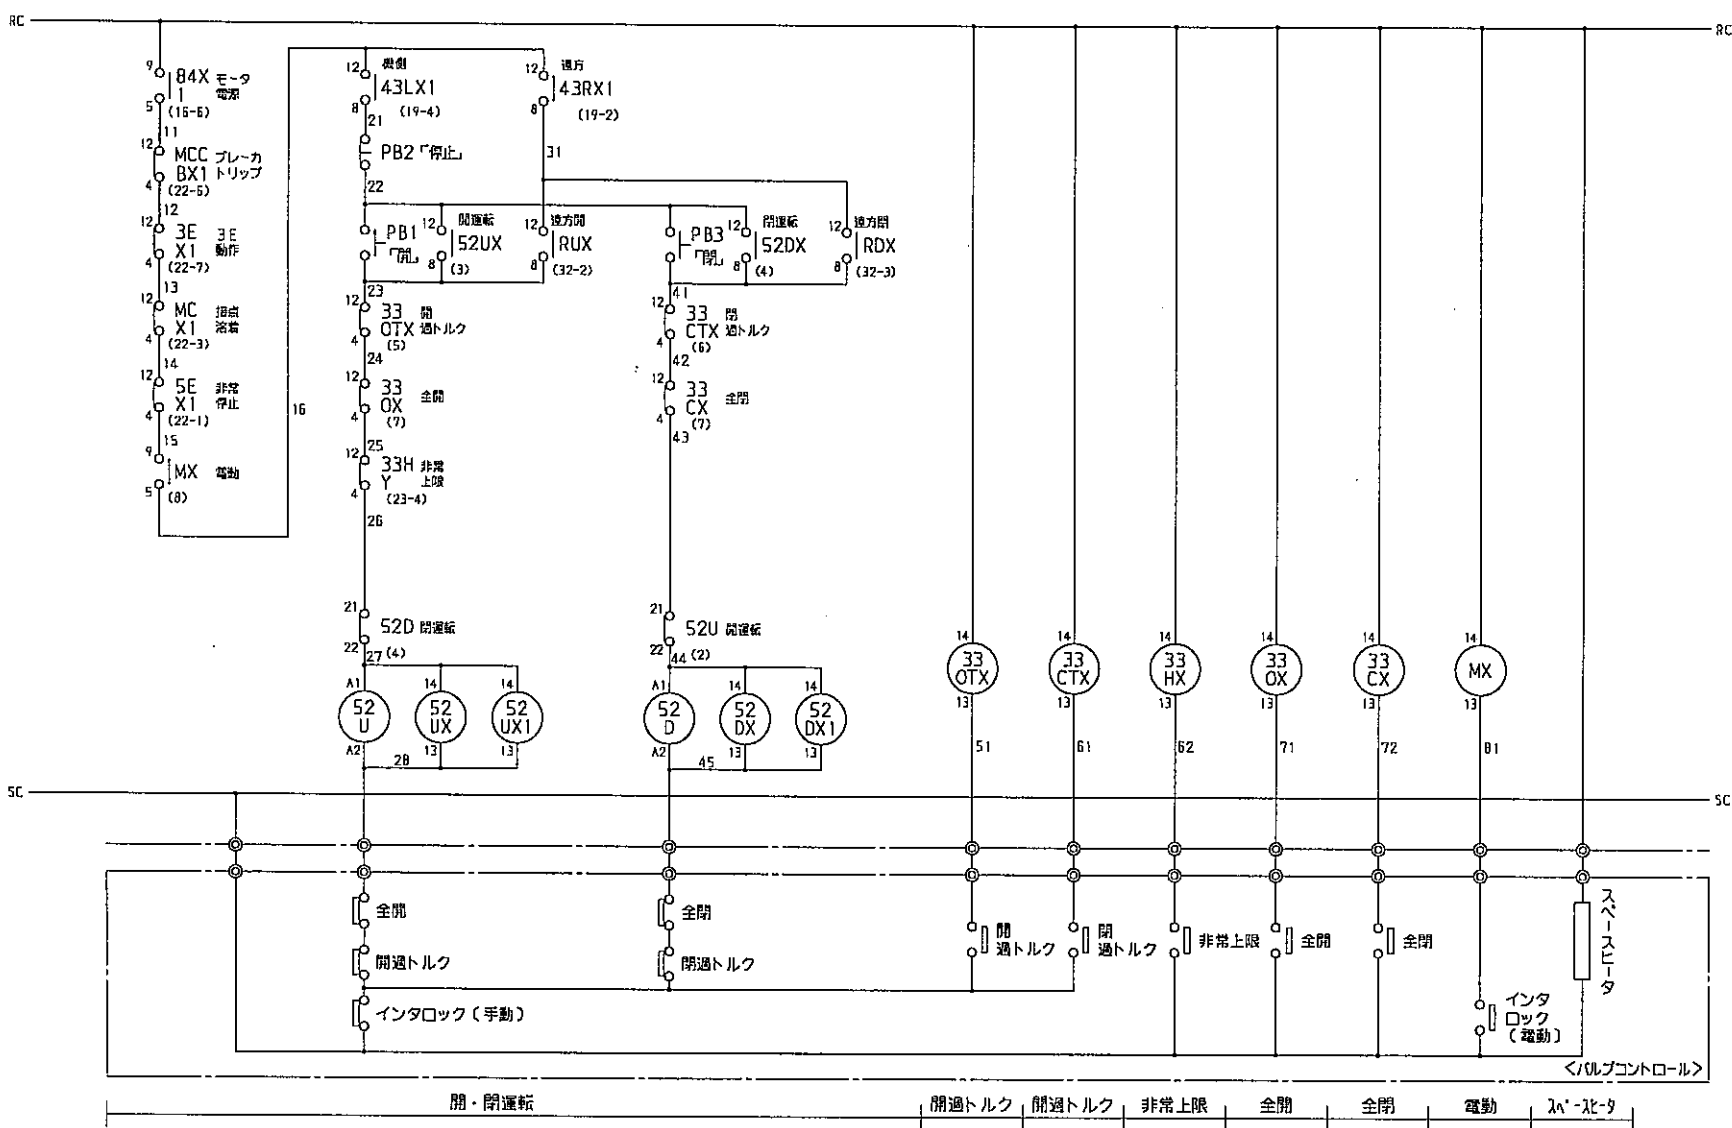 RC
RC
9
84X モータ
1 電源
5
(16-6)
11
12
MCC ブレーカ
BX1 トリップ
4
(22-6)
12
12
3E 3E
X1 動作
4
(22-7)
13
12
MC 接点
X1 溶着
4
(22-3)
14
12
5E 非常
X1 停止
4
(22-1)
15
9
MX 電動
5
(8)
16
機側
12
43LX1
8
(19-4)
21
PB2「停止」
22
遠方
12
43RX1
8
(19-2)
31
PB1
「開」
12
開運転
52UX
8
(3)
12
遠方開
RUX
8
(32-2)
PB3
「閉」
12
閉運転
52DX
8
(4)
12
遠方閉
RDX
8
(32-3)
23
12
33 開
OTX 過トルク
4
(5)
24
12
33
OX 全開
4
(7)
25
12
33H 非常
Y 上限
4
(23-4)
26
41
12
33 閉
CTX 過トルク
4
(6)
42
12
33
CX 全閉
4
(7)
43
21
52D 閉運転
22
(4)
27
21
52U 開運転
22
(2)
44
A1
52
U
A2
14
52
UX
13
14
52
UX1
13
28
A1
52
D
A2
14
52
DX
13
14
52
DX1
13
45
14
33
OTX
13
51
14
33
CTX
13
61
14
33
HX
13
62
14
33
OX
13
71
14
33
CX
13
72
14
MX
13
81
SC
SC
全開
開過トルク
インタロック(手動)
全閉
閉過トルク
開
過トルク
閉
過トルク
非常上限
全開
全閉
インタ
ロック
(電動)
スペースヒータ
<バルブコントロール>
開・閉運転
開過トルク
閉過トルク
非常上限
全開
全閉
電動
スペースヒータ